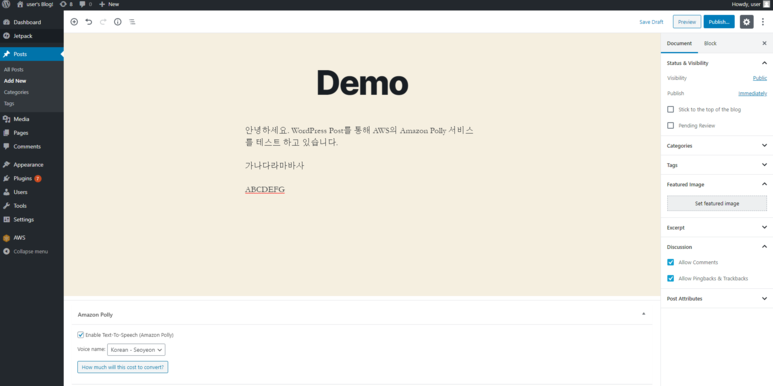 user's Blogi
8
0
New
Howdy, user
Dashboard
Jetpack
Posts
All Posts
Add New
Categories
Tags
Media
Pages
Comments
Appearance
Plugins 7
Users
Tools
Settings
AWS
Collapse menu
Save Draft
Preview
Publish...
Demo
안녕하세요. WordPress Post를 통해 AWS의 Amazon Polly 서비스
를 테스트 하고 있습니다.
가나다라마바사
ABCDEFG
Amazon Polly
Enable Text-To-Speech (Amazon Polly)
Voice name: Korean - Seoyeon
How much will this cost to convert?
Document
Block
Status & Visibility
Visibility Public
Publish Immediately
Stick to the top of the blog
Pending Review
Categories
Tags
Featured Image
Set featured image
Excerpt
Discussion
Allow Comments
Allow Pingbacks & Trackbacks
Post Attributes